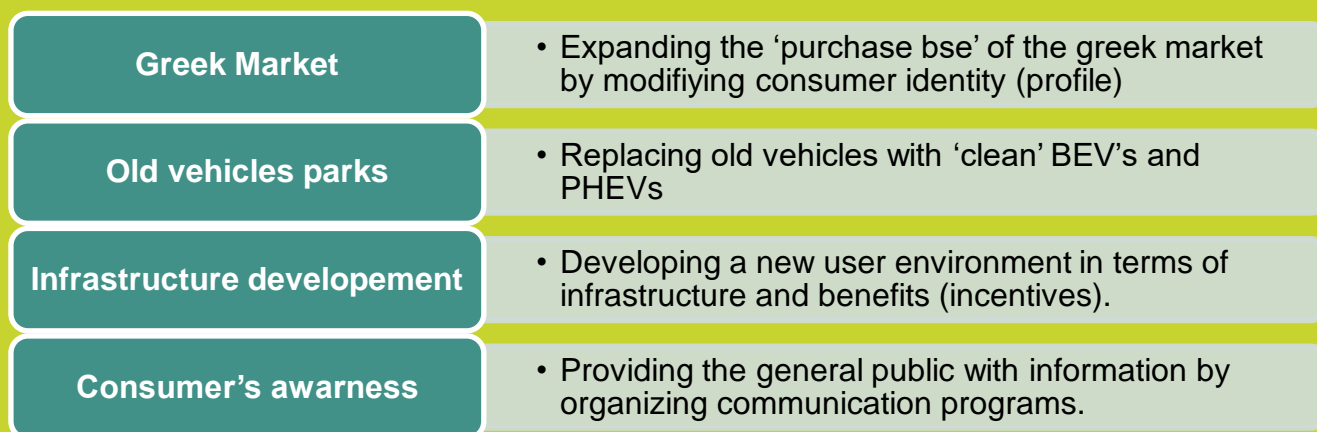 Greek Market
• Expanding the ‘purchase bse’ of the greek market
by modifiying consumer identity (profile)
Old vehicles parks
• Replacing old vehicles with ‘clean’ BEV’s and
PHEVs
Infrastructure developement
• Developing a new user environment in terms of
infrastructure and benefits (incentives).
Consumer’s awarness
• Providing the general public with information by
organizing communication programs.